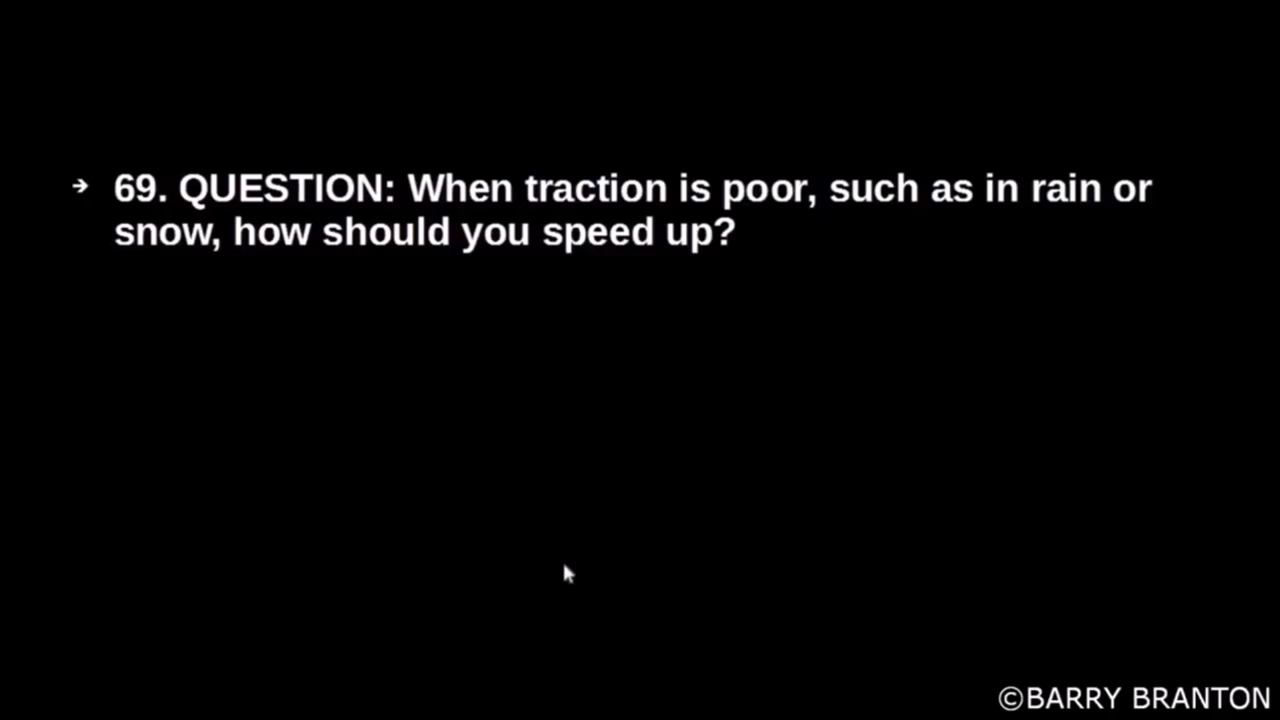 ➔ 69. QUESTION: When traction is poor, such as in rain or
snow, how should you speed up?
©BARRY BRANTON